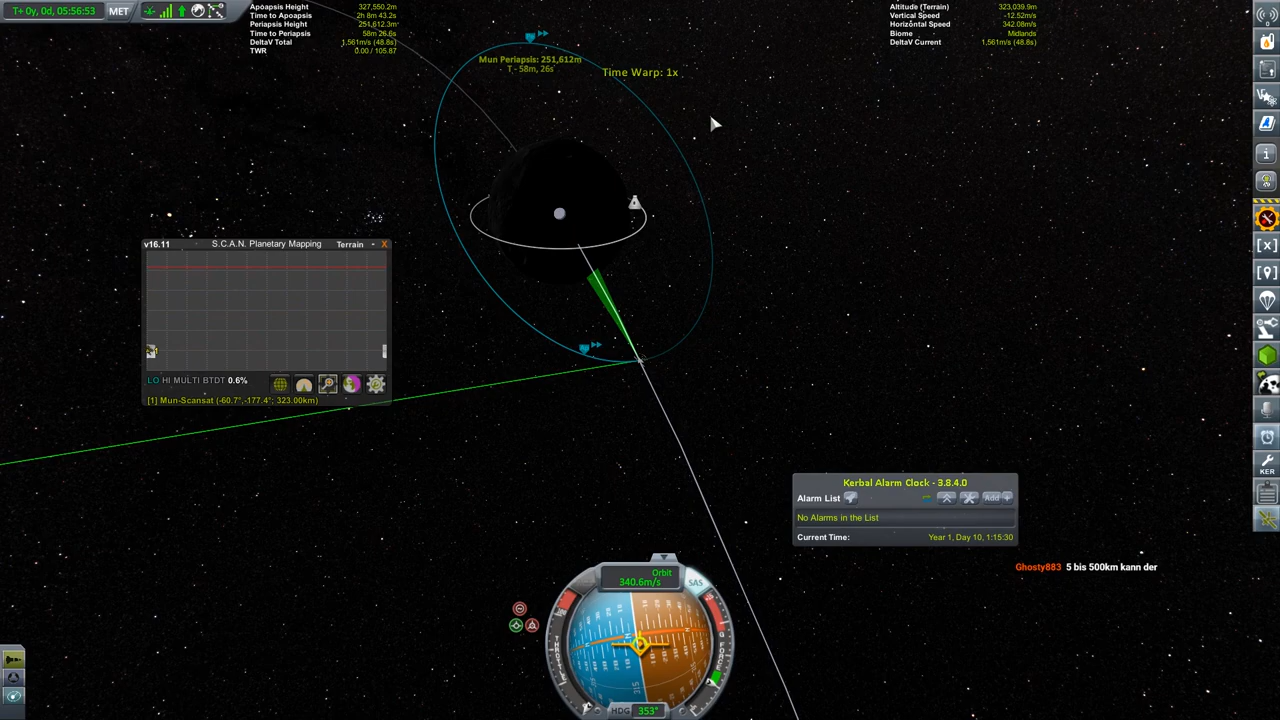 T+ 0y, 0d, 05:56:53 MET
Apoapsis Height 327,550.2m
Time to Apoapsis 2h 8m 43.2s
Periapsis Height 251,612.3m
Time to Periapsis 58m 26.6s
DeltaV Total 1,561m/s (48.8s)
TWR 0.00 / 105.87
Altitude (Terrain) 323,039.9m
Vertical Speed -12.52m/s
Horizontal Speed 342.08m/s
Biome Midlands
DeltaV Current 1,561m/s (48.8s)
Mun Periapsis: 251,612m
T - 58m, 26s
Time Warp: 1x
v16.11 S.C.A.N. Planetary Mapping Terrain - X
LO HI MULTI BTDT 0.6%
[1] Mun-Scansat (-60.7°,-177.4°; 323.00km)
Kerbal Alarm Clock - 3.8.4.0
Alarm List Add +
No Alarms in the List
Current Time: Year 1, Day 10, 1:15:30
Ghosty883 5 bis 500km kann der
Orbit
340.6m/s
SAS
THROTTLE
G FORCE
HDG 353°
KER